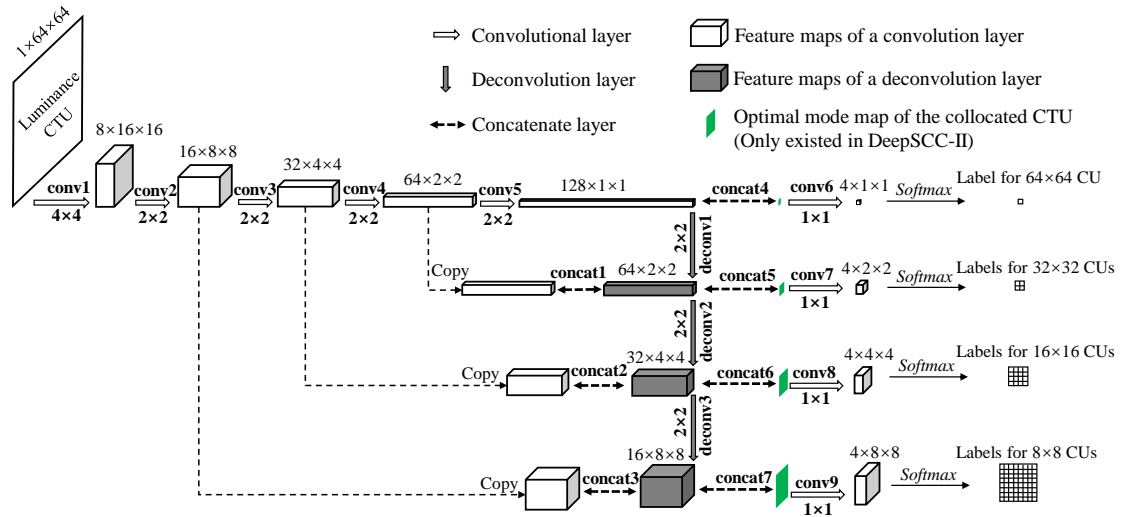 1×64×64
Luminance
CTU
Convolutional layer
Feature maps of a convolution layer
Deconvolution layer
Feature maps of a deconvolution layer
Concatenate layer
Optimal mode map of the collocated CTU
(Only existed in DeepSCC-II)
8×16×16
16×8×8
32×4×4
64×2×2
128×1×1
conv1
4×4
conv2
2×2
conv3
2×2
conv4
2×2
conv5
2×2
concat4
conv6
1×1
4×1×1
Softmax
Label for 64×64 CU
2×2
deconv1
Copy
concat1
64×2×2
concat5
conv7
1×1
4×2×2
Softmax
Labels for 32×32 CUs
2×2
deconv2
Copy
concat2
32×4×4
concat6
conv8
1×1
4×4×4
Softmax
Labels for 16×16 CUs
2×2
deconv3
Copy
concat3
16×8×8
concat7
conv9
1×1
4×8×8
Softmax
Labels for 8×8 CUs